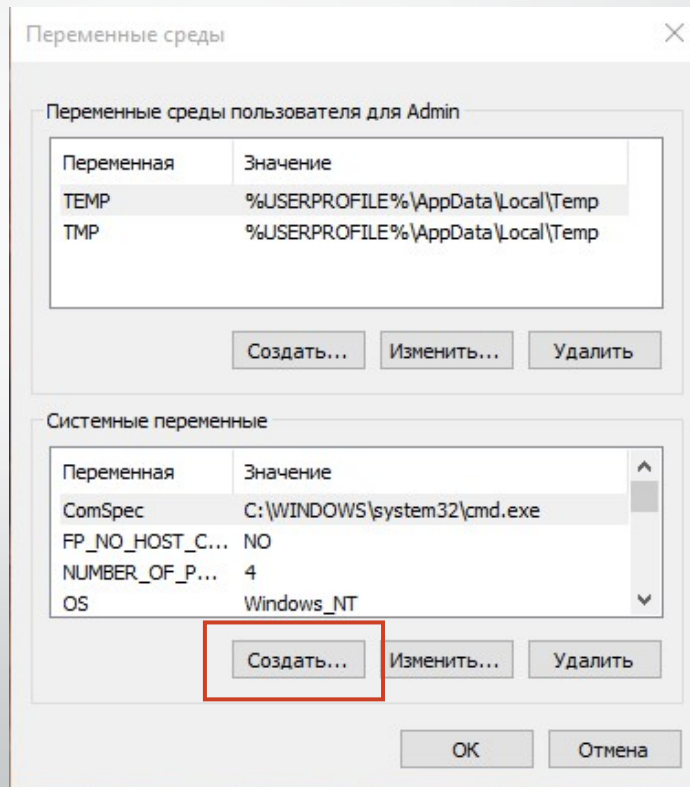 Переменные среды
Переменные среды пользователя для Admin
Переменная Значение
TEMP %USERPROFILE%\AppData\Local\Temp
TMP %USERPROFILE%\AppData\Local\Temp
Создать... Изменить... Удалить
Системные переменные
Переменная Значение
ComSpec C:\WINDOWS\system32\cmd.exe
FP_NO_HOST_C... NO
NUMBER_OF_P... 4
OS Windows_NT
Создать... Изменить... Удалить
ОК Отмена